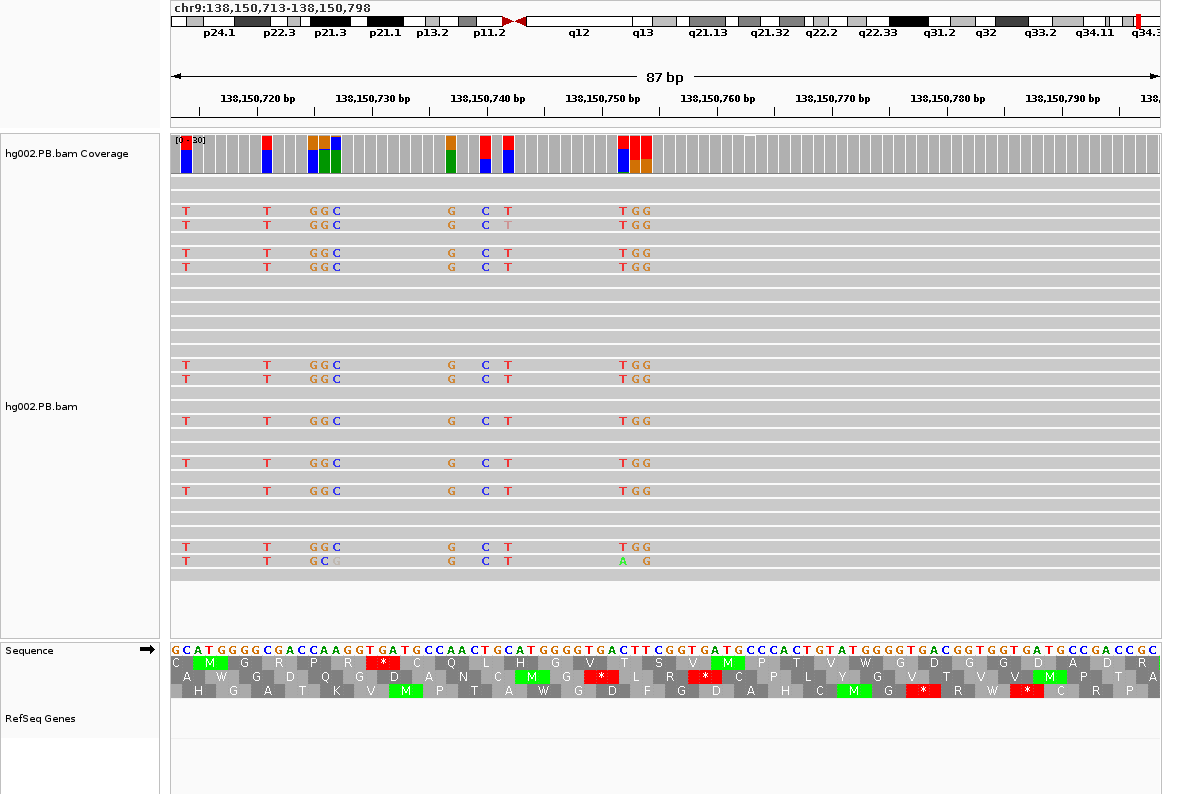 chr9:138,150,713-138,150,798
p24.1 p22.3 p21.3 p21.1 p13.2 p11.2 q12 q13 q21.13 q21.32 q22.2 q22.33 q31.2 q32 q33.2 q34.11 q34.3
87 bp
138,150,720 bp 138,150,730 bp 138,150,740 bp 138,150,750 bp 138,150,760 bp 138,150,770 bp 138,150,780 bp 138,150,790 bp 138,
[0 - 30]
hg002.PB.bam Coverage
T T G G C G C T T G G
T T G G C G C T T G G
T T G G C G C T T G G
T T G G C G C T T G G
T T G G C G C T T G G
T T G G C G C T T G G
hg002.PB.bam
T T G G C G C T T G G
T T G G C G C T T G G
T T G G C G C T T G G
T T G G C G C T T G G
T T G C G G C T A G
Sequence
GCATGGGGCGACCAAGGTGATGCCAACTGCATGGGGTGACTTCGGTGATGCCCACTGTATGGGGTGACGGTGGTGATGCCGACCGC
C M G R P R * C Q L H G V T S V M P T V W G D G G D A D R
A W G D Q G D A N C M G * L R * C P L Y G V T V V M P T A
H G A T K V M P T A W G D F G D A H C M G * R W * C R P
RefSeq Genes